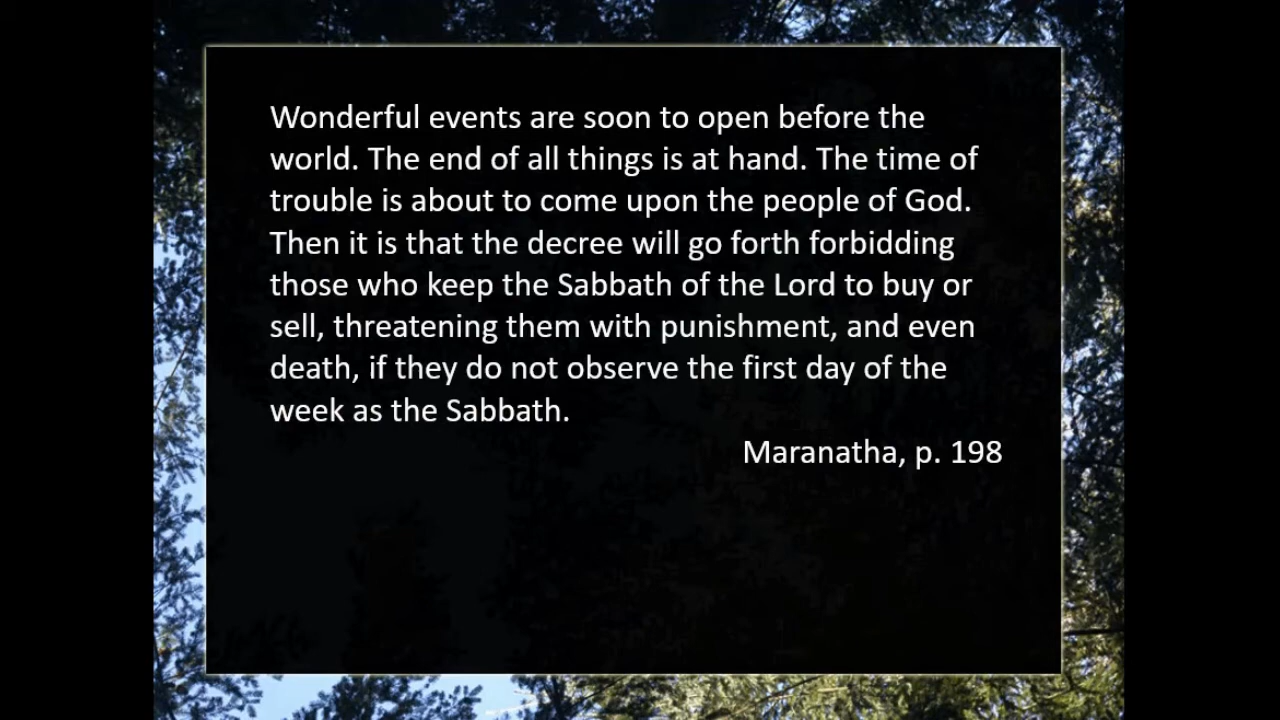 Wonderful events are soon to open before the
world. The end of all things is at hand. The time of
trouble is about to come upon the people of God.
Then it is that the decree will go forth forbidding
those who keep the Sabbath of the Lord to buy or
sell, threatening them with punishment, and even
death, if they do not observe the first day of the
week as the Sabbath.
Maranatha, p. 198